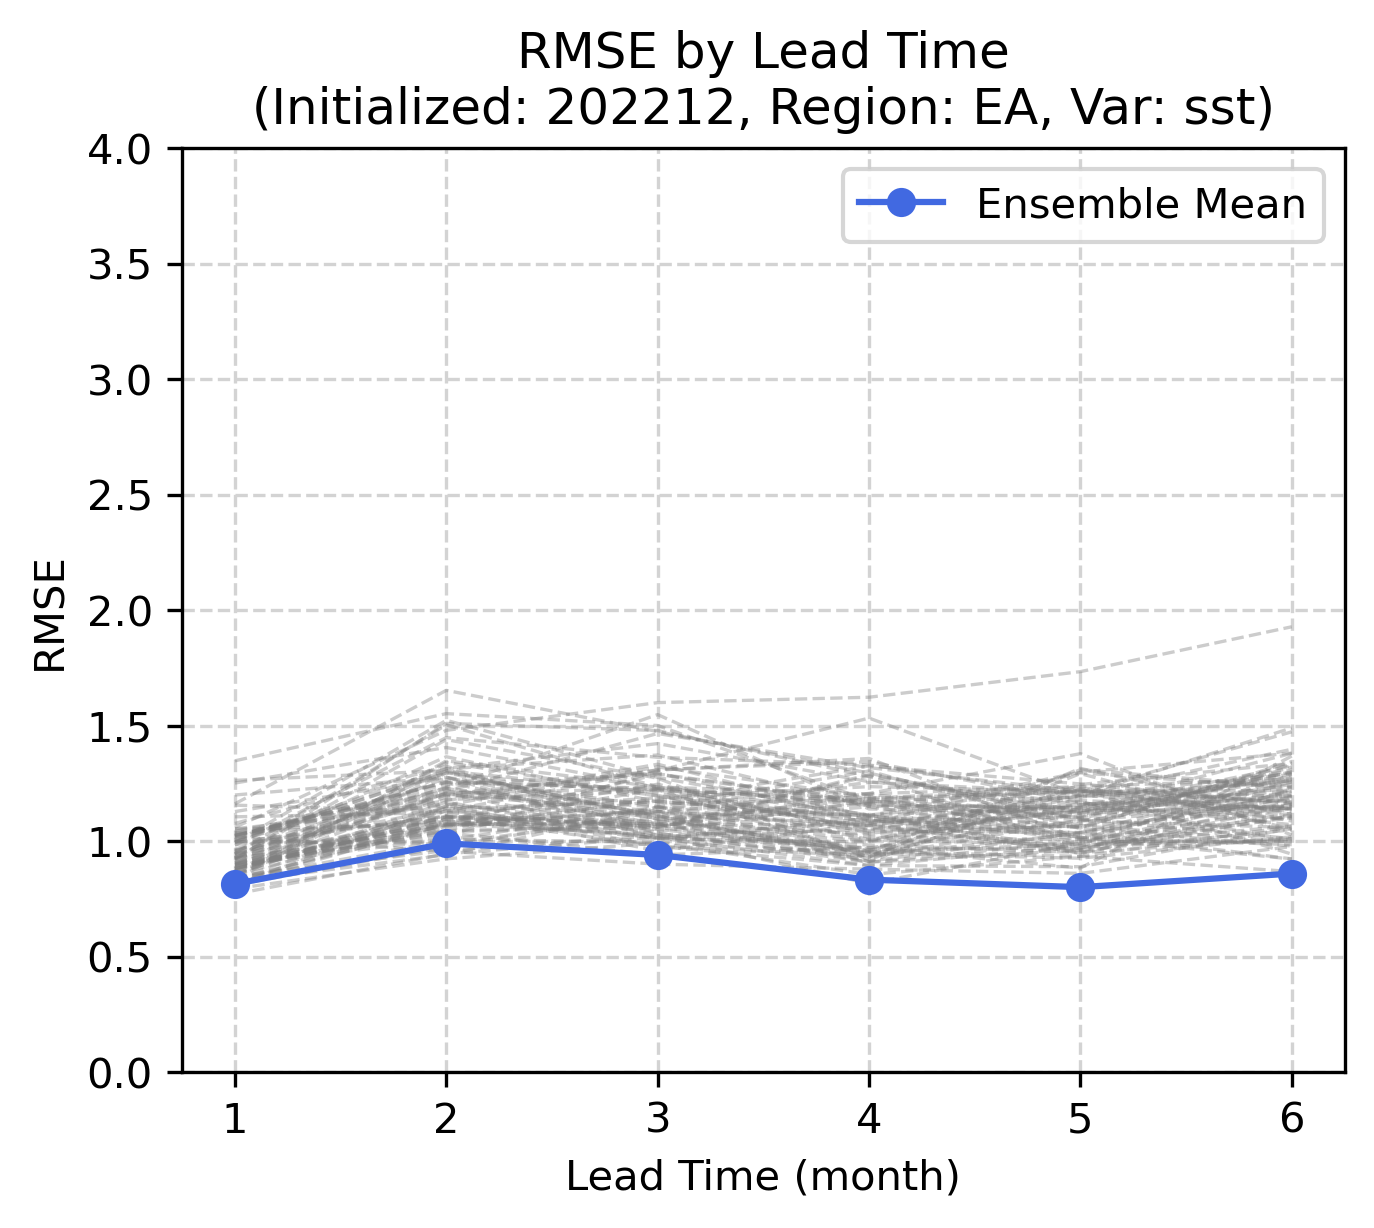 RMSE by Lead Time
(Initialized: 202212, Region: EA, Var: sst)
Ensemble Mean
RMSE
4.0
3.5
3.0
2.5
2.0
1.5
1.0
0.5
0.0
1 2 3 4 5 6
Lead Time (month)